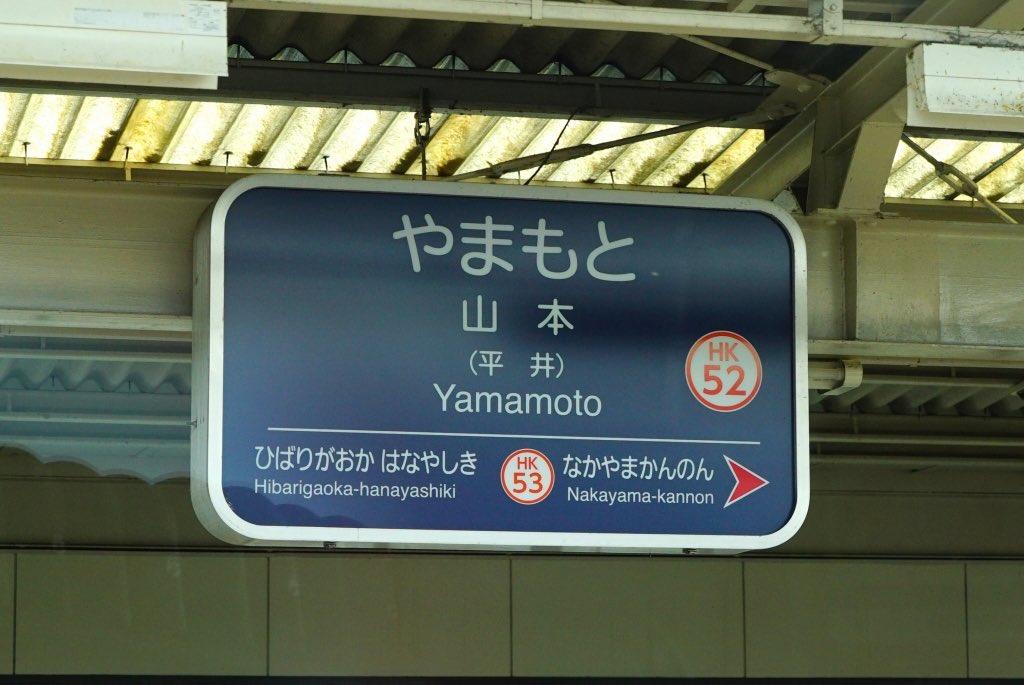 やまもと
山本
(平井)
Yamamoto
HK
52
ひばりがおか はなやしき
Hibarigaoka-hanayashiki
HK
53
なかやまかんのん
Nakayama-kannon